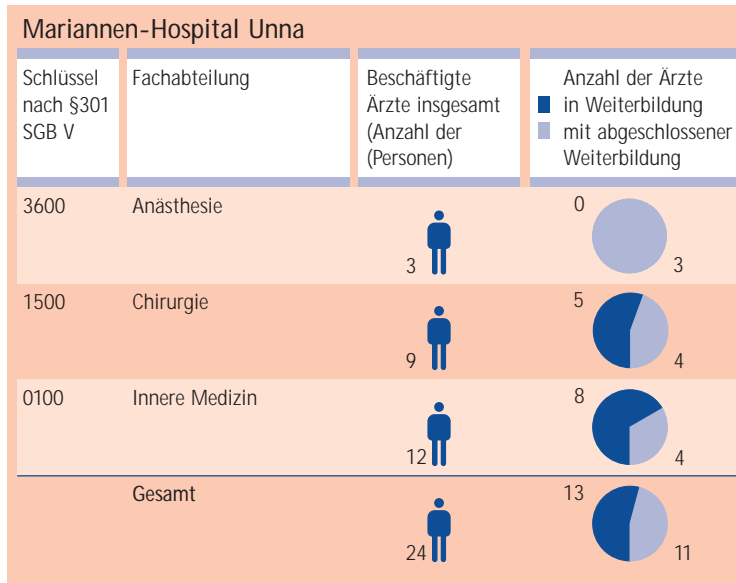 Mariannen-Hospital Unna
Schlüssel
nach §301
SGB V
Fachabteilung
Beschäftigte
Ärzte insgesamt
(Anzahl der
(Personen)
Anzahl der Ärzte
in Weiterbildung
mit abgeschlossener
Weiterbildung
3600 Anästhesie 3 0 3
1500 Chirurgie 9 5 4
0100 Innere Medizin 12 8 4
Gesamt 24 13 11